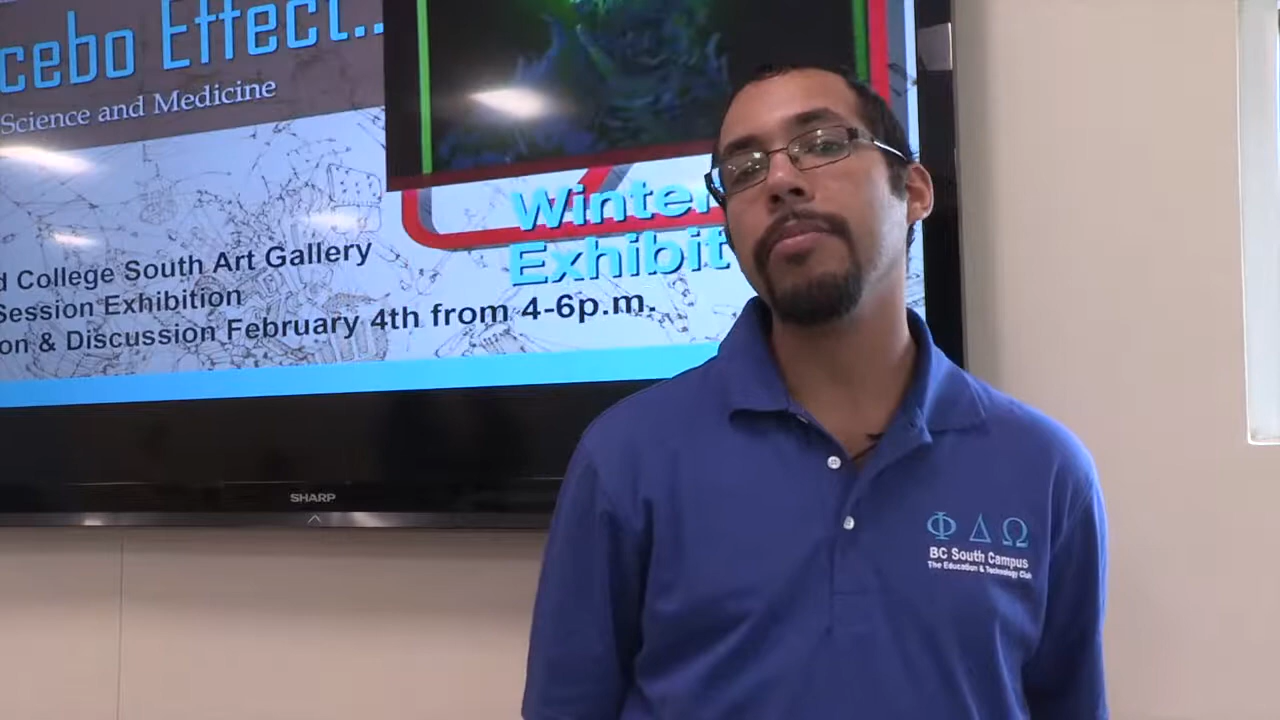 cebo Effect..
Science and Medicine
Winter
Exhibit
d College South Art Gallery
Session Exhibition
on & Discussion February 4th from 4-6p.m.
SHARP
Φ Δ Ω
BC South Campus
The Education & Technology Club